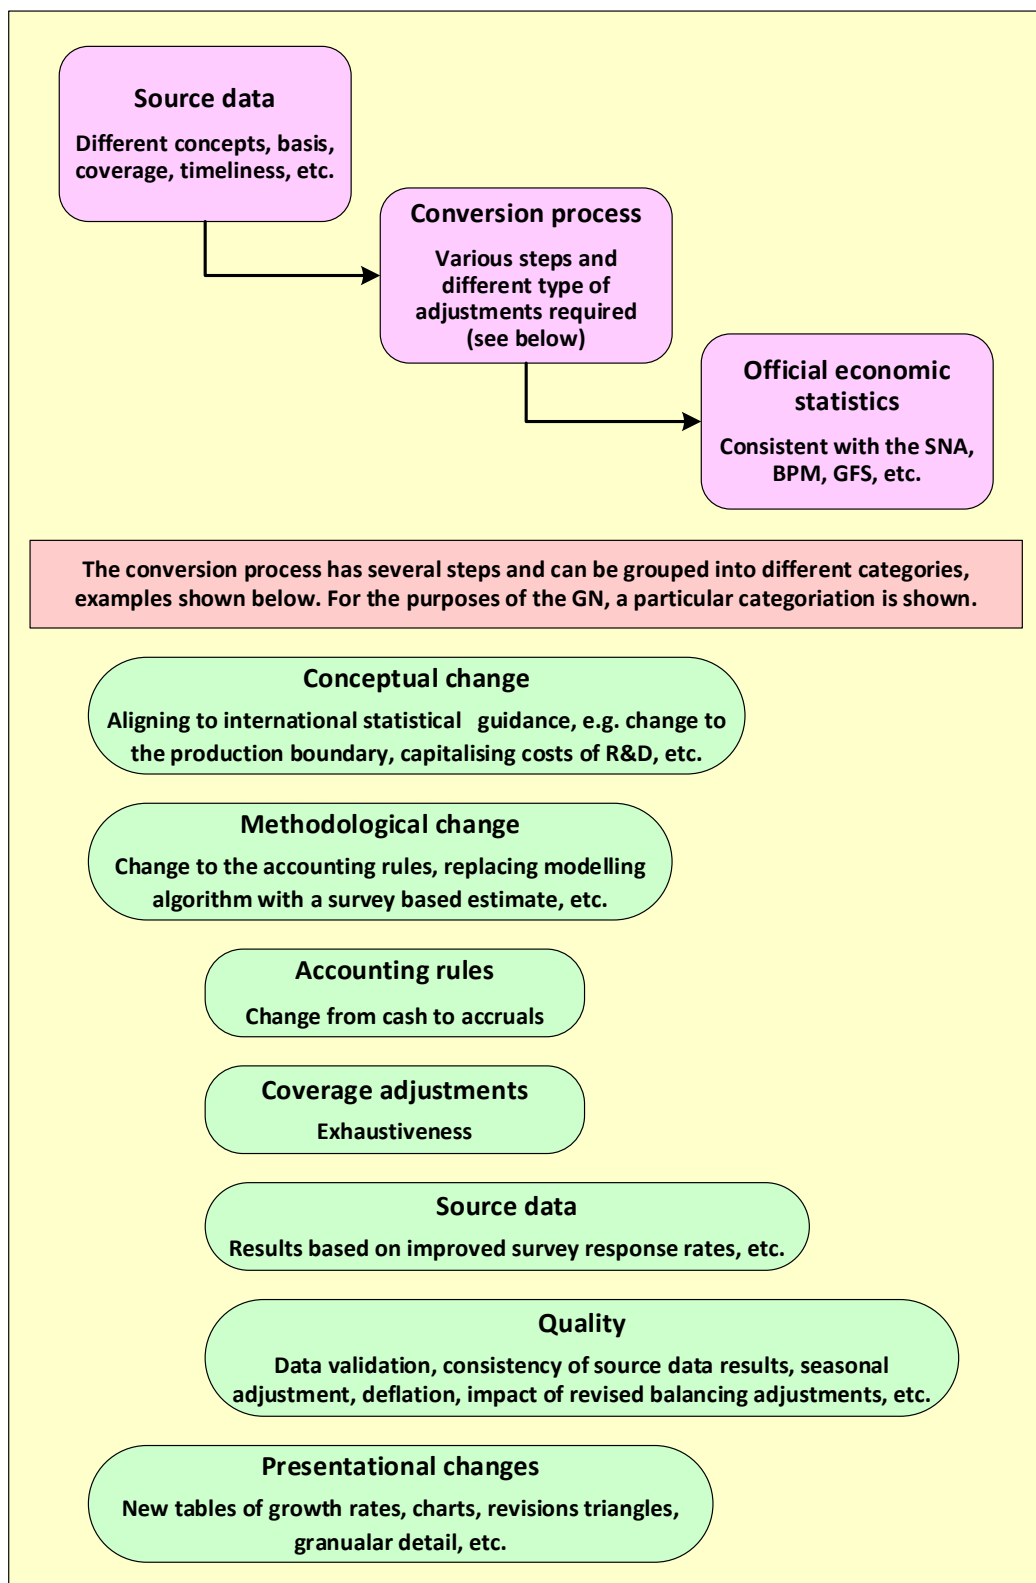 Source data
Different concepts, basis,
coverage, timeliness, etc.
Conversion process
Various steps and
different type of
adjustments required
(see below)
Official economic
statistics
Consistent with the SNA,
BPM, GFS, etc.
The conversion process has several steps and can be grouped into different categories,
examples shown below. For the purposes of the GN, a particular categoriation is shown.
Conceptual change
Aligning to international statistical guidance, e.g. change to
the production boundary, capitalising costs of R&D, etc.
Methodological change
Change to the accounting rules, replacing modelling
algorithm with a survey based estimate, etc.
Accounting rules
Change from cash to accruals
Coverage adjustments
Exhaustiveness
Source data
Results based on improved survey response rates, etc.
Quality
Data validation, consistency of source data results, seasonal
adjustment, deflation, impact of revised balancing adjustments, etc.
Presentational changes
New tables of growth rates, charts, revisions triangles,
granualar detail, etc.